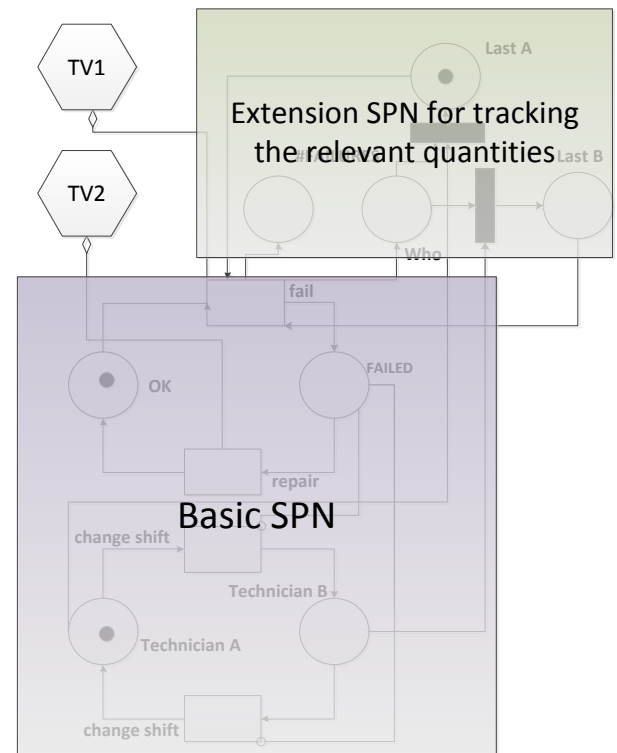 TV1
TV2
Last A
Extension SPN for tracking
the relevant quantities
Last B
Who
fail
OK
FAILED
repair
Basic SPN
change shift
Technician B
Technician A
change shift